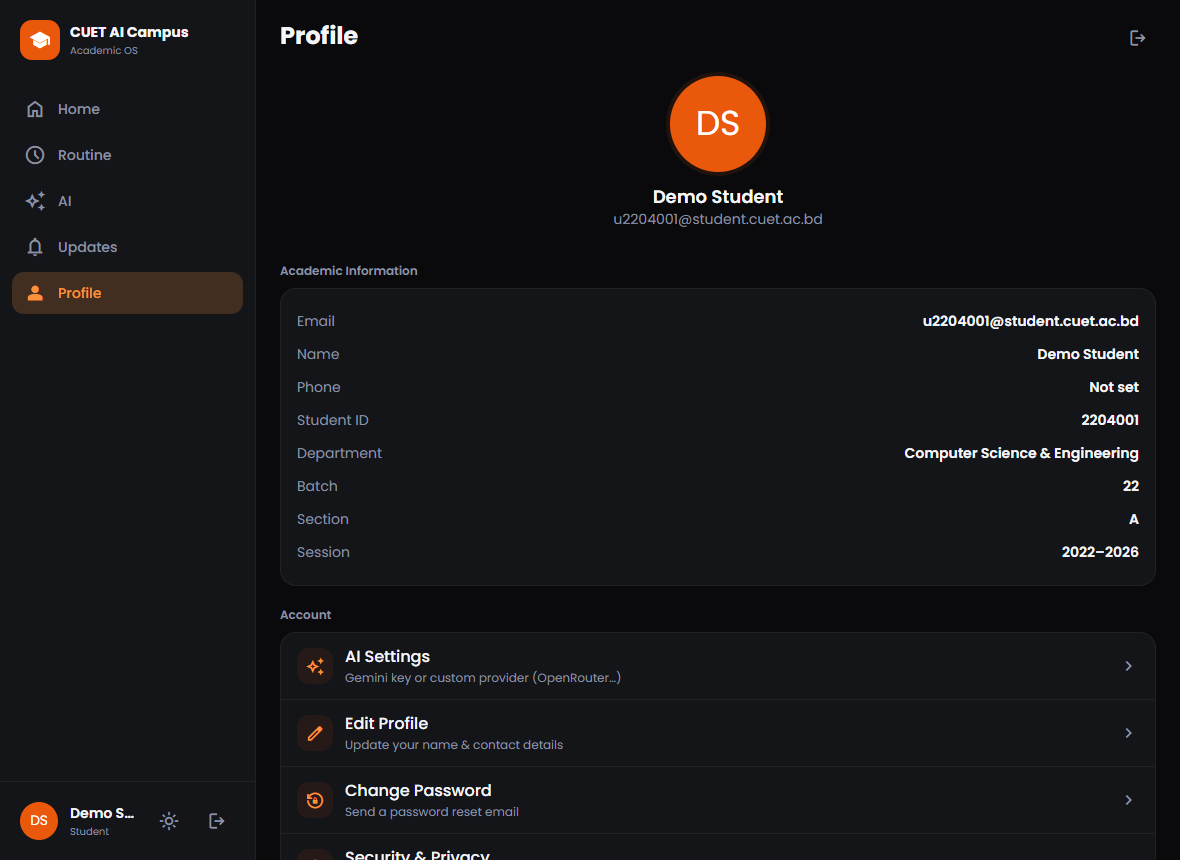 CUET AI Campus
Academic OS
Home
Routine
AI
Updates
Profile
DS
Demo S...
Student
Profile
DS
Demo Student
u2204001@student.cuet.ac.bd
Academic Information
Email u2204001@student.cuet.ac.bd
Name Demo Student
Phone Not set
Student ID 2204001
Department Computer Science & Engineering
Batch 22
Section A
Session 2022–2026
Account
AI Settings
Gemini key or custom provider (OpenRouter…)
Edit Profile
Update your name & contact details
Change Password
Send a password reset email
Security & Privacy